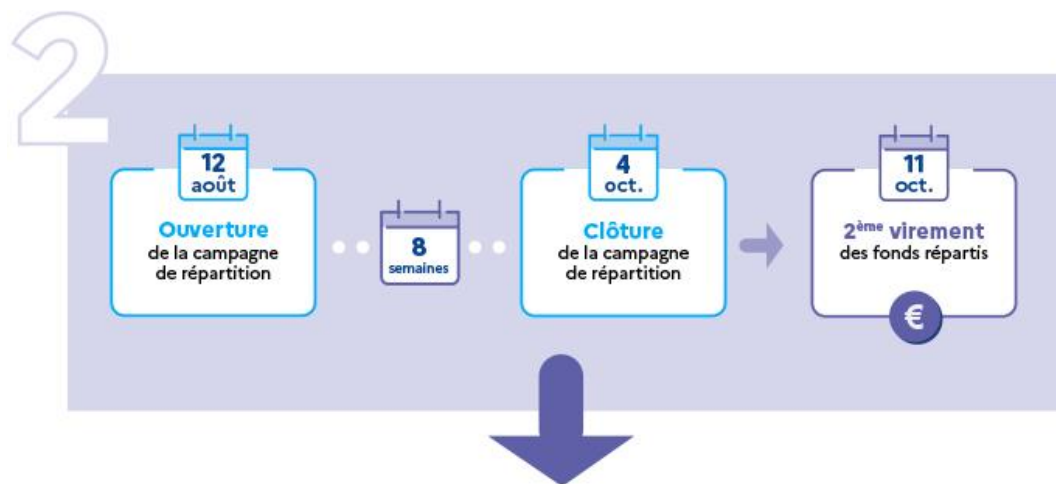 2
12
août
Ouverture
de la campagne
de répartition
8
semaines
4
oct.
Clôture
de la campagne
de répartition
11
oct.
2ème virement
des fonds répartis
€